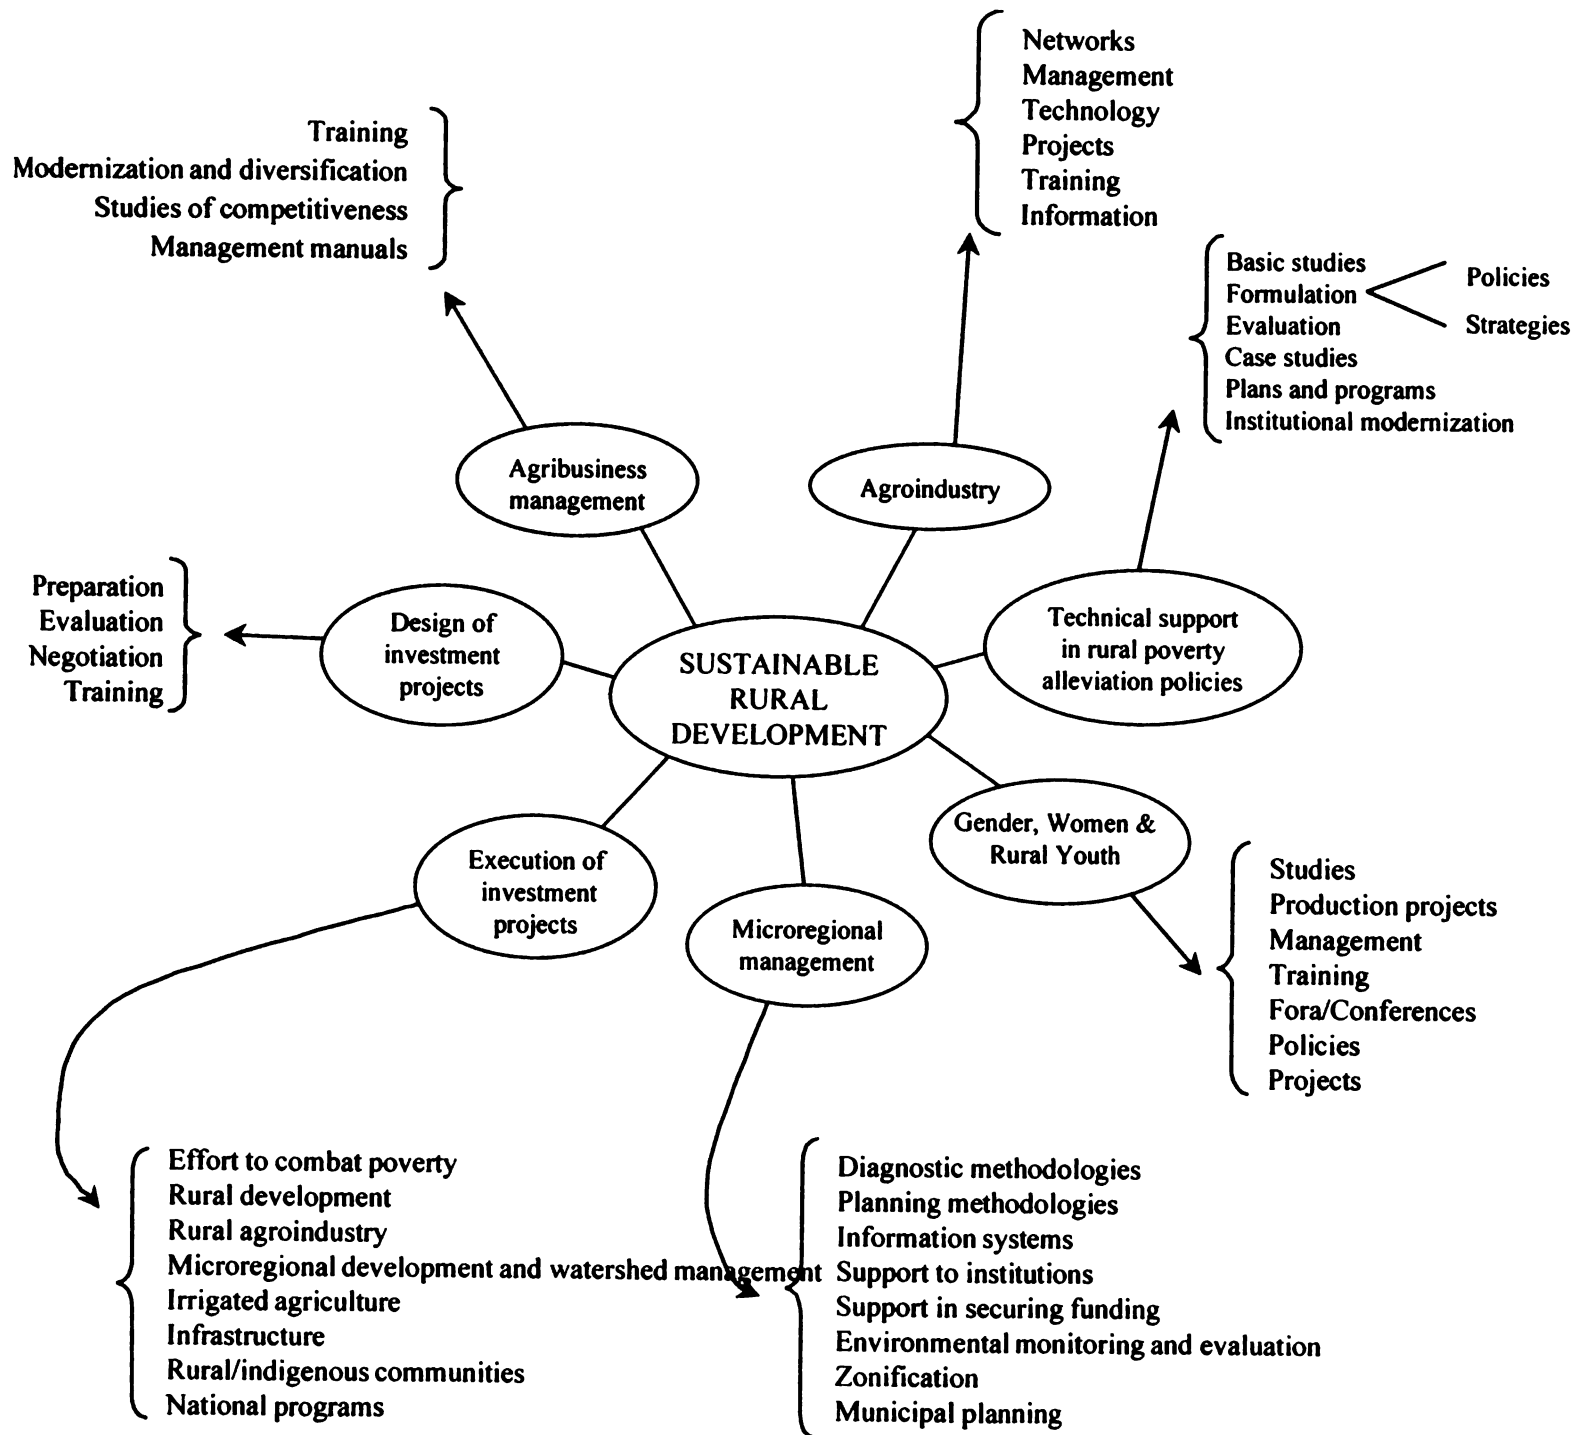 Networks
Management
Technology
Projects
Training
Information
Training
Modernization and diversification
Studies of competitiveness
Management manuals
Basic studies
Formulation
Evaluation
Case studies
Plans and programs
Institutional modernization
Policies
Strategies
Agribusiness
management
Agroindustry
Preparation
Evaluation
Negotiation
Training
Design of
investment
projects
SUSTAINABLE
RURAL
DEVELOPMENT
Technical support
in rural poverty
alleviation policies
Execution of
investment
projects
Microregional
management
Gender, Women &
Rural Youth
Studies
Production projects
Management
Training
Fora/Conferences
Policies
Projects
Effort to combat poverty
Rural development
Rural agroindustry
Microregional development and watershed management
Irrigated agriculture
Infrastructure
Rural/indigenous communities
National programs
Diagnostic methodologies
Planning methodologies
Information systems
Support to institutions
Support in securing funding
Environmental monitoring and evaluation
Zonification
Municipal planning